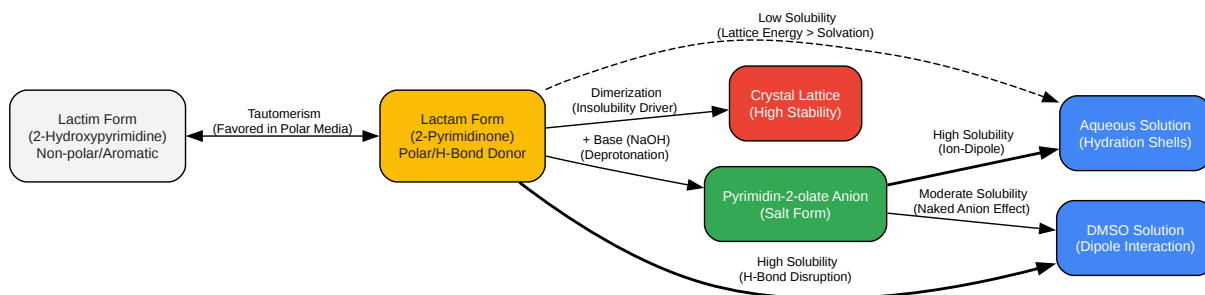 Low Solubility
(Lattice Energy > Solvation)
Lactim Form
(2-Hydroxypyrimidine)
Non-polar/Aromatic
Tautomerism
(Favored in Polar Media)
Lactam Form
(2-Pyrimidinone)
Polar/H-Bond Donor
Dimerization
(Insolubility Driver)
Crystal Lattice
(High Stability)
+ Base (NaOH)
(Deprotonation)
Pyrimidin-2-olate Anion
(Salt Form)
High Solubility
(Ion-Dipole)
Aqueous Solution
(Hydration Shells)
Moderate Solubility
(Naked Anion Effect)
DMSO Solution
(Dipole Interaction)
High Solubility
(H-Bond Disruption)